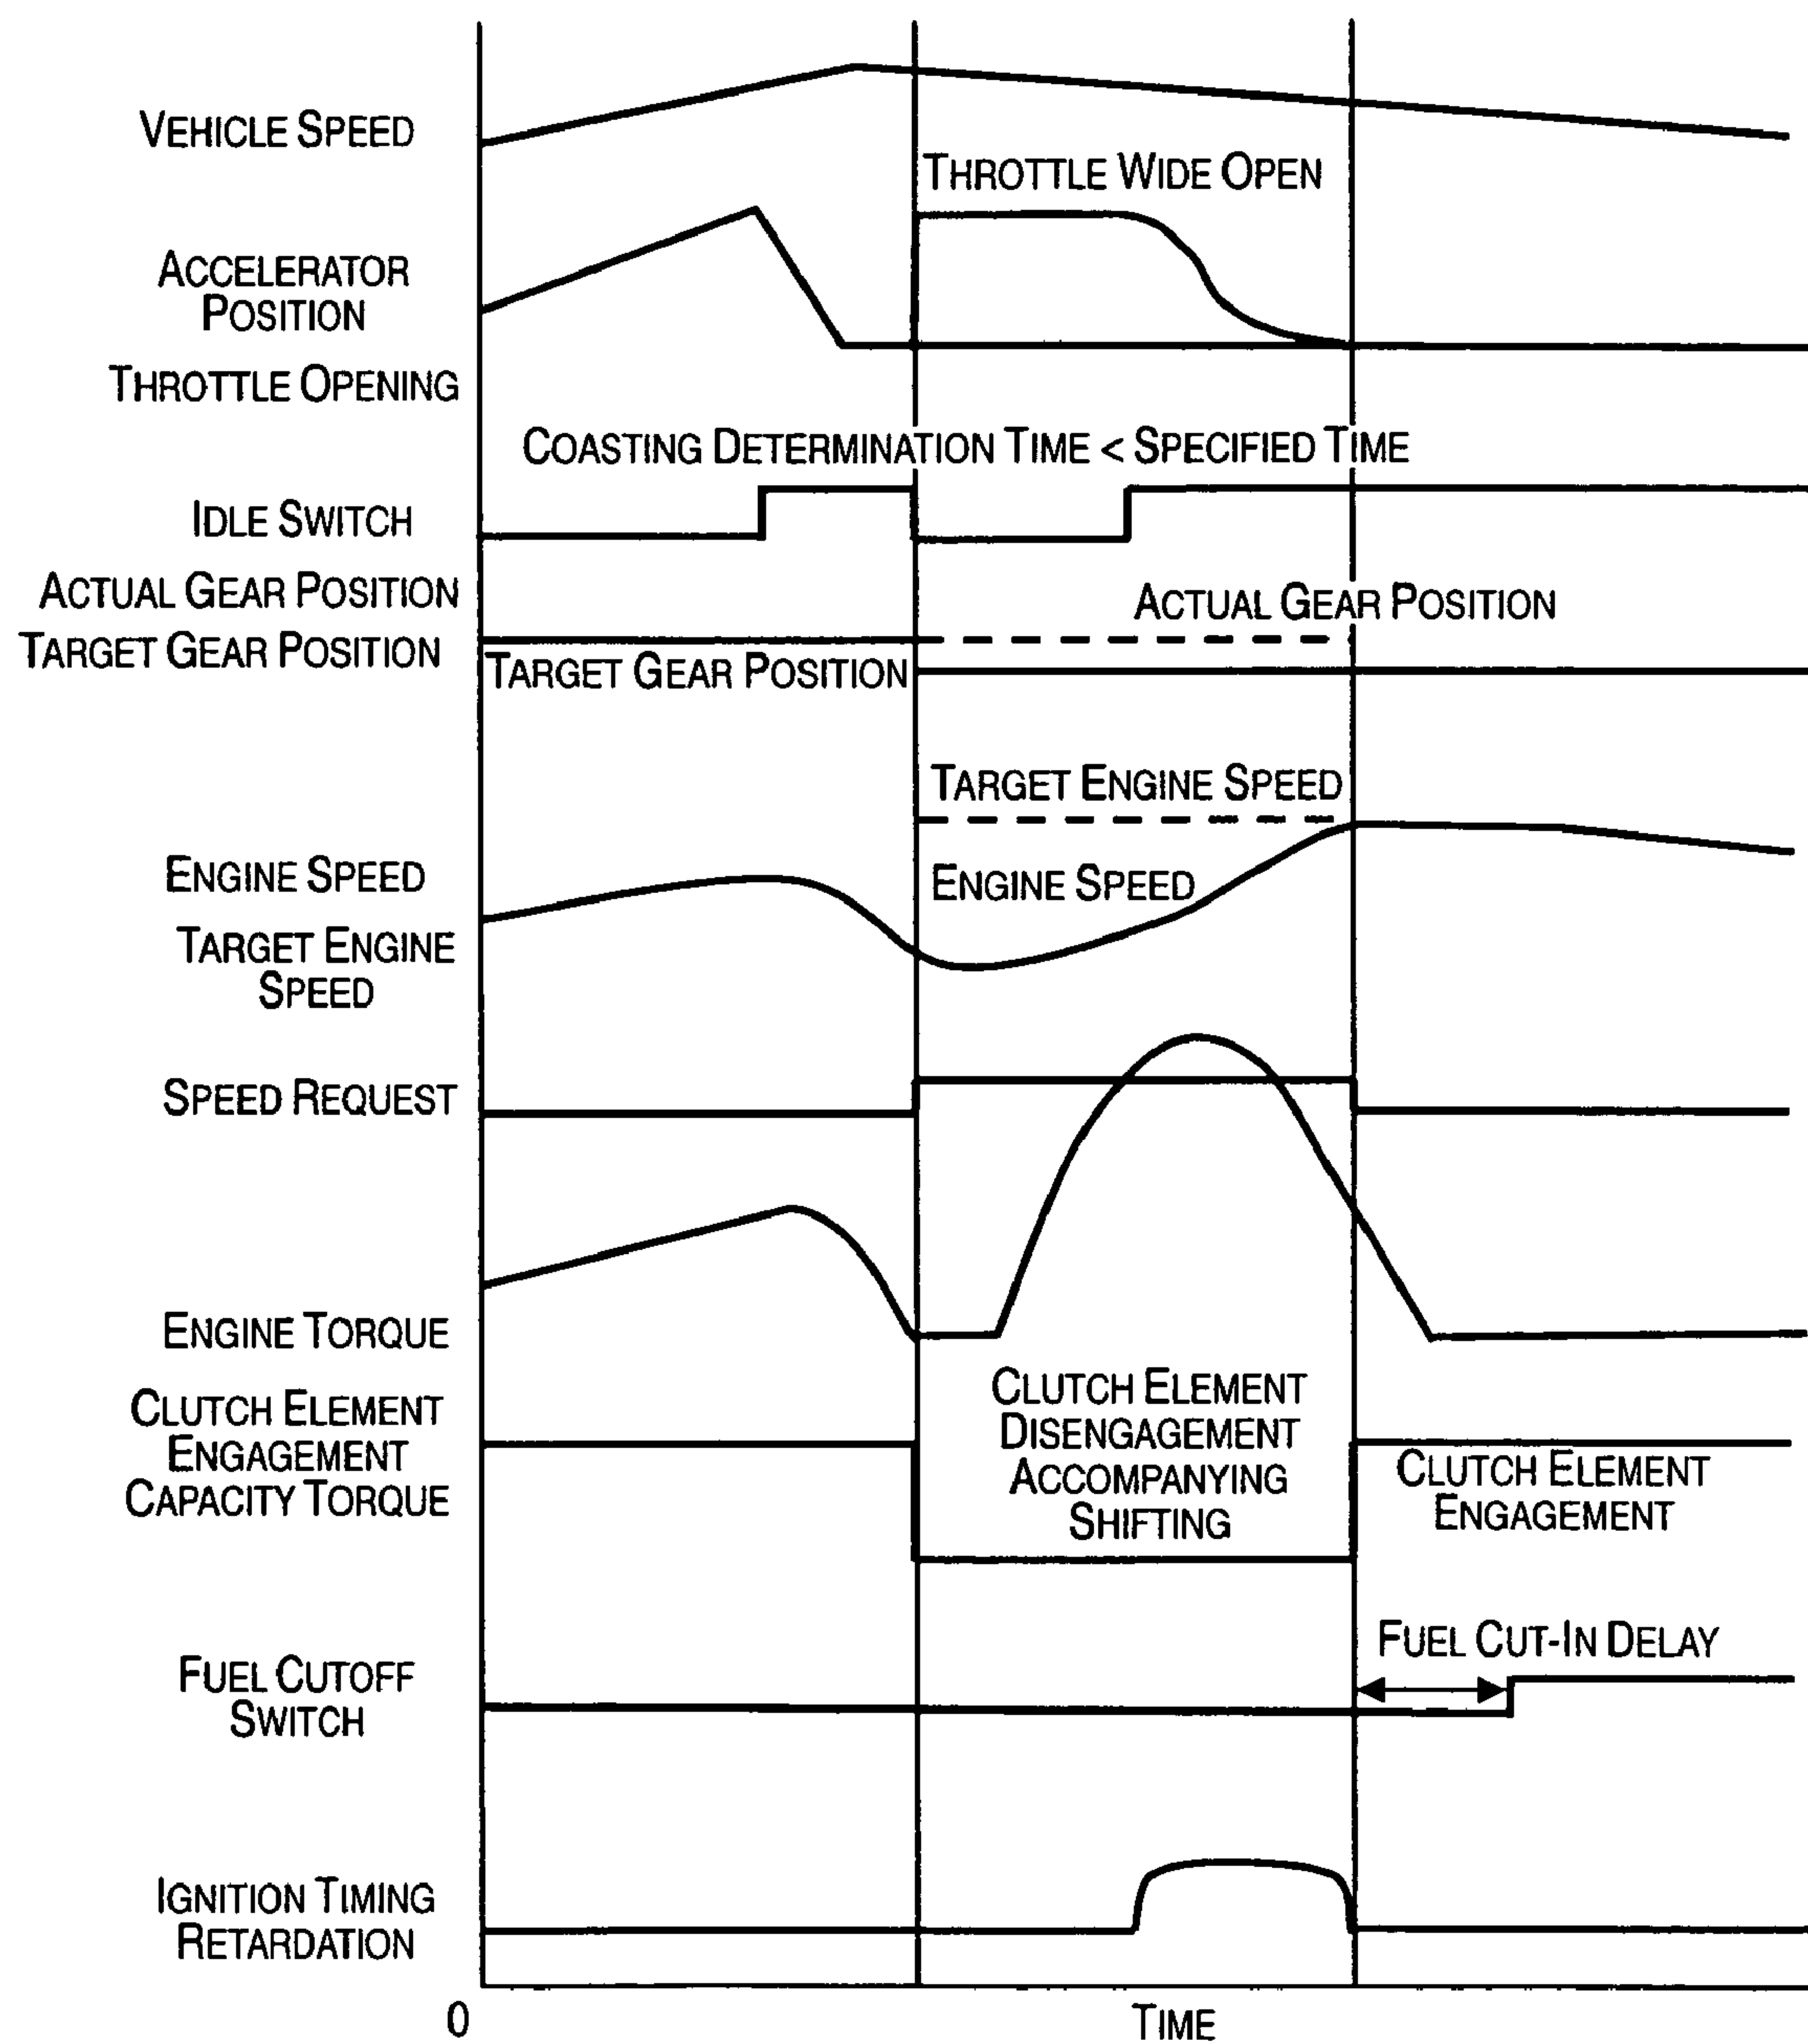 VEHICLE SPEED
THROTTLE WIDE OPEN
ACCELERATOR
POSITION
THROTTLE OPENING
COASTING DETERMINATION TIME < SPECIFIED TIME
IDLE SWITCH
ACTUAL GEAR POSITION
ACTUAL GEAR POSITION
TARGET GEAR POSITION
TARGET GEAR POSITION
TARGET ENGINE SPEED
ENGINE SPEED
ENGINE SPEED
TARGET ENGINE
SPEED
SPEED REQUEST
ENGINE TORQUE
CLUTCH ELEMENT
DISENGAGEMENT
ACCOMPANYING
SHIFTING
CLUTCH ELEMENT
ENGAGEMENT
CAPACITY TORQUE
CLUTCH ELEMENT
ENGAGEMENT
FUEL CUT-IN DELAY
FUEL CUTOFF
SWITCH
IGNITION TIMING
RETARDATION
0
TIME